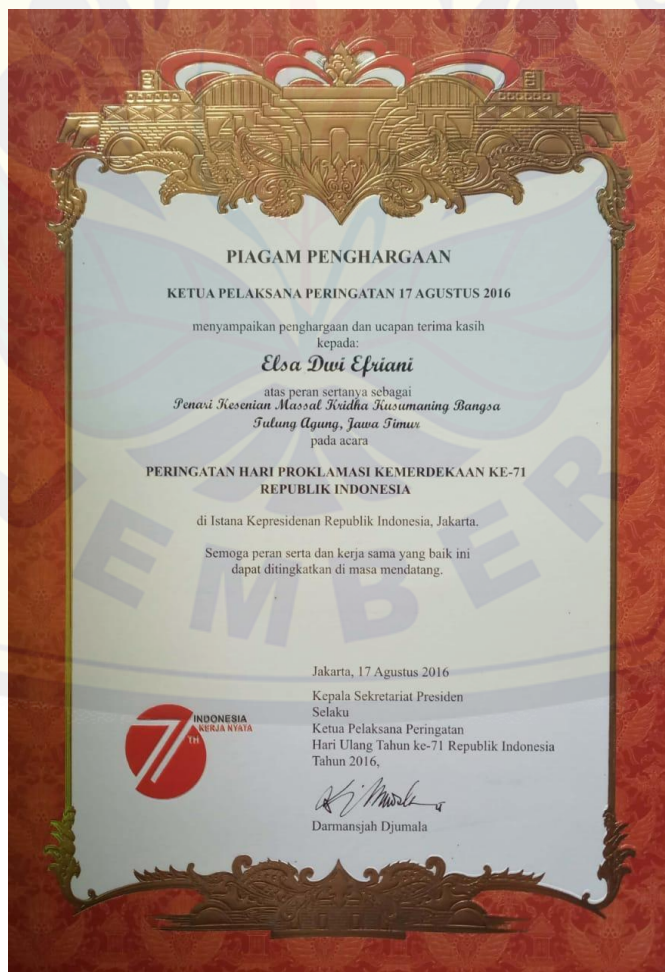 PIAGAM PENGHARGAAN
KETUA PELAKSANA PERINGATAN 17 AGUSTUS 2016
menyampaikan penghargaan dan ucapan terima kasih
kepada:
Elsa Dwi Efriani
atas peran sertanya sebagai
Penari Kesenian Massal Kridha Kusumaning Bangsa
Tulung Agung, Jawa Timur
pada acara
PERINGATAN HARI PROKLAMASI KEMERDEKAAN KE-71
REPUBLIK INDONESIA
di Istana Kepresidenan Republik Indonesia, Jakarta.
Semoga peran serta dan kerja sama yang baik ini
dapat ditingkatkan di masa mendatang.
JEMBER
Jakarta, 17 Agustus 2016
Kepala Sekretariat Presiden
Selaku
Ketua Pelaksana Peringatan
Hari Ulang Tahun ke-71 Republik Indonesia
Tahun 2016,
71
TH
INDONESIA
KERJA NYATA
Darmansjah Djumala